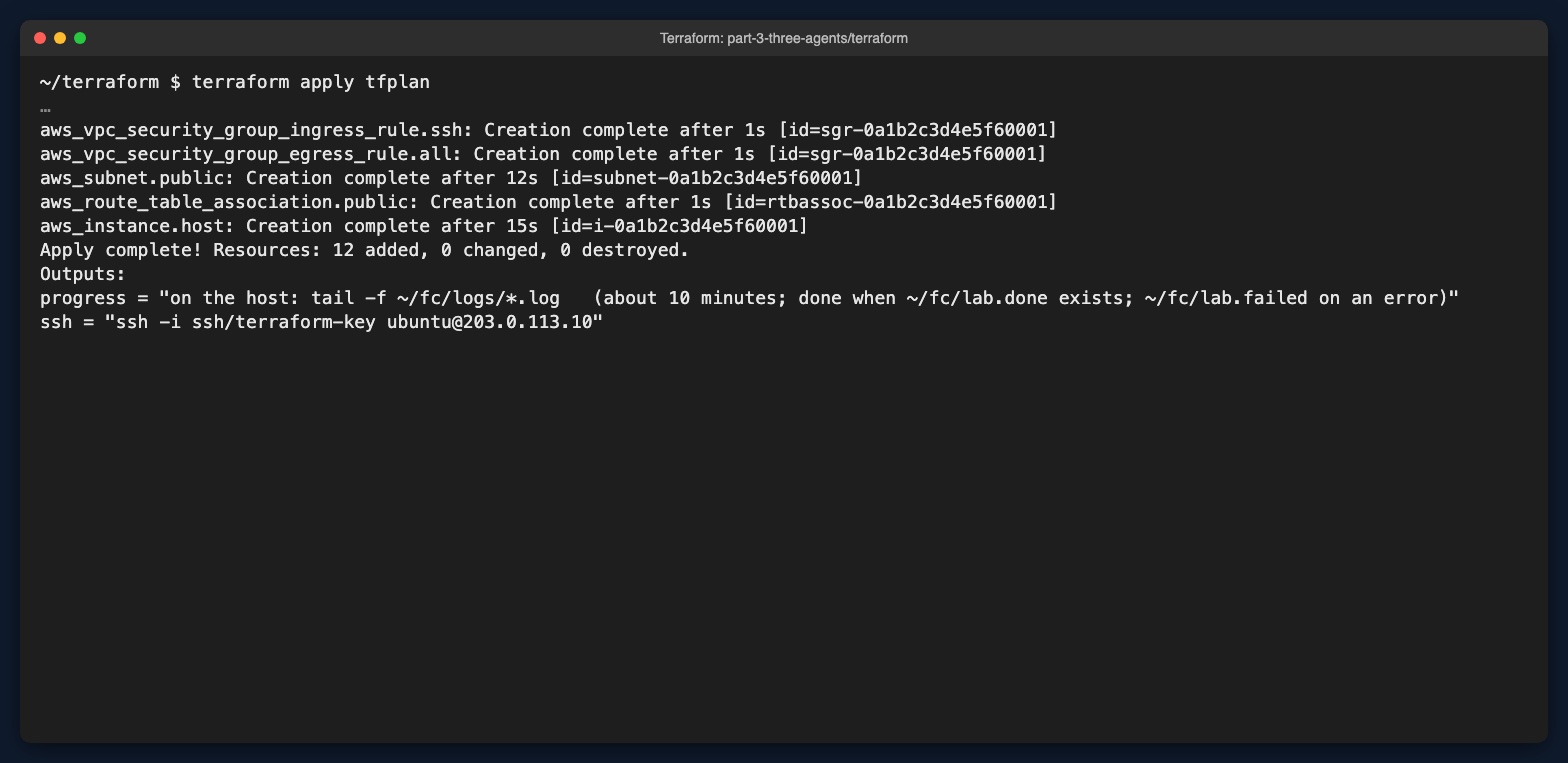 Terraform: part-3-three-agents/terraform
~/terraform $ terraform apply tfplan
…
aws_vpc_security_group_ingress_rule.ssh: Creation complete after 1s [id=sgr-0a1b2c3d4e5f60001]
aws_vpc_security_group_egress_rule.all: Creation complete after 1s [id=sgr-0a1b2c3d4e5f60001]
aws_subnet.public: Creation complete after 12s [id=subnet-0a1b2c3d4e5f60001]
aws_route_table_association.public: Creation complete after 1s [id=rtbassoc-0a1b2c3d4e5f60001]
aws_instance.host: Creation complete after 15s [id=i-0a1b2c3d4e5f60001]
Apply complete! Resources: 12 added, 0 changed, 0 destroyed.
Outputs:
progress = "on the host: tail -f ~/fc/logs/*.log   (about 10 minutes; done when ~/fc/lab.done exists; ~/fc/lab.failed on an error)"
ssh = "ssh -i ssh/terraform-key ubuntu@203.0.113.10"